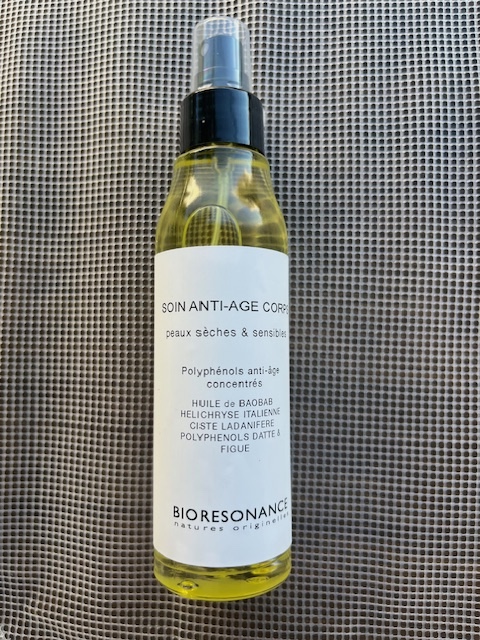 SOIN ANTI-AGE CORPS
peaux sèches & sensibles
Polyphénols anti-âge
concentrés
HUILE de BAOBAB
HELICHRYSE ITALIENNE
CISTE LADANIFERE
POLYPHENOLS DATTE &
FIGUE
BIORESONANCE
natures originelles